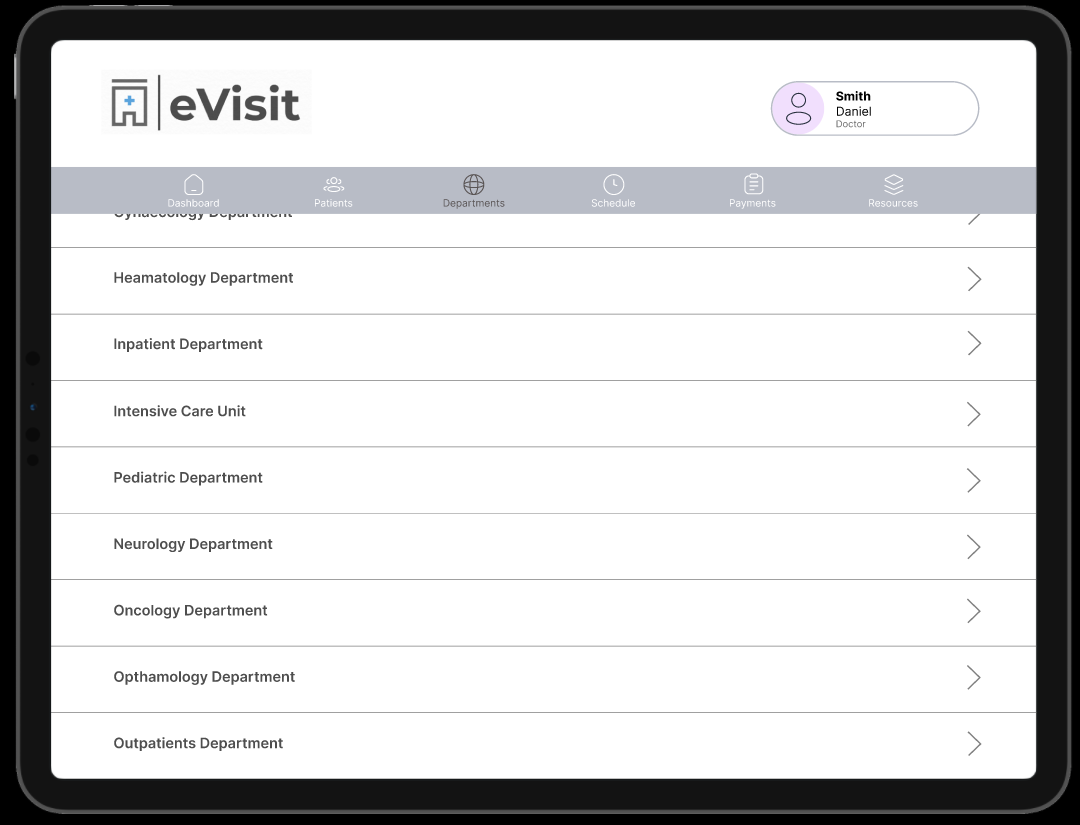 eVisit
Smith
Daniel
Doctor
Dashboard
Patients
Departments
Schedule
Payments
Resources
Gynaecology Department
Heamatology Department
Inpatient Department
Intensive Care Unit
Pediatric Department
Neurology Department
Oncology Department
Opthamology Department
Outpatients Department